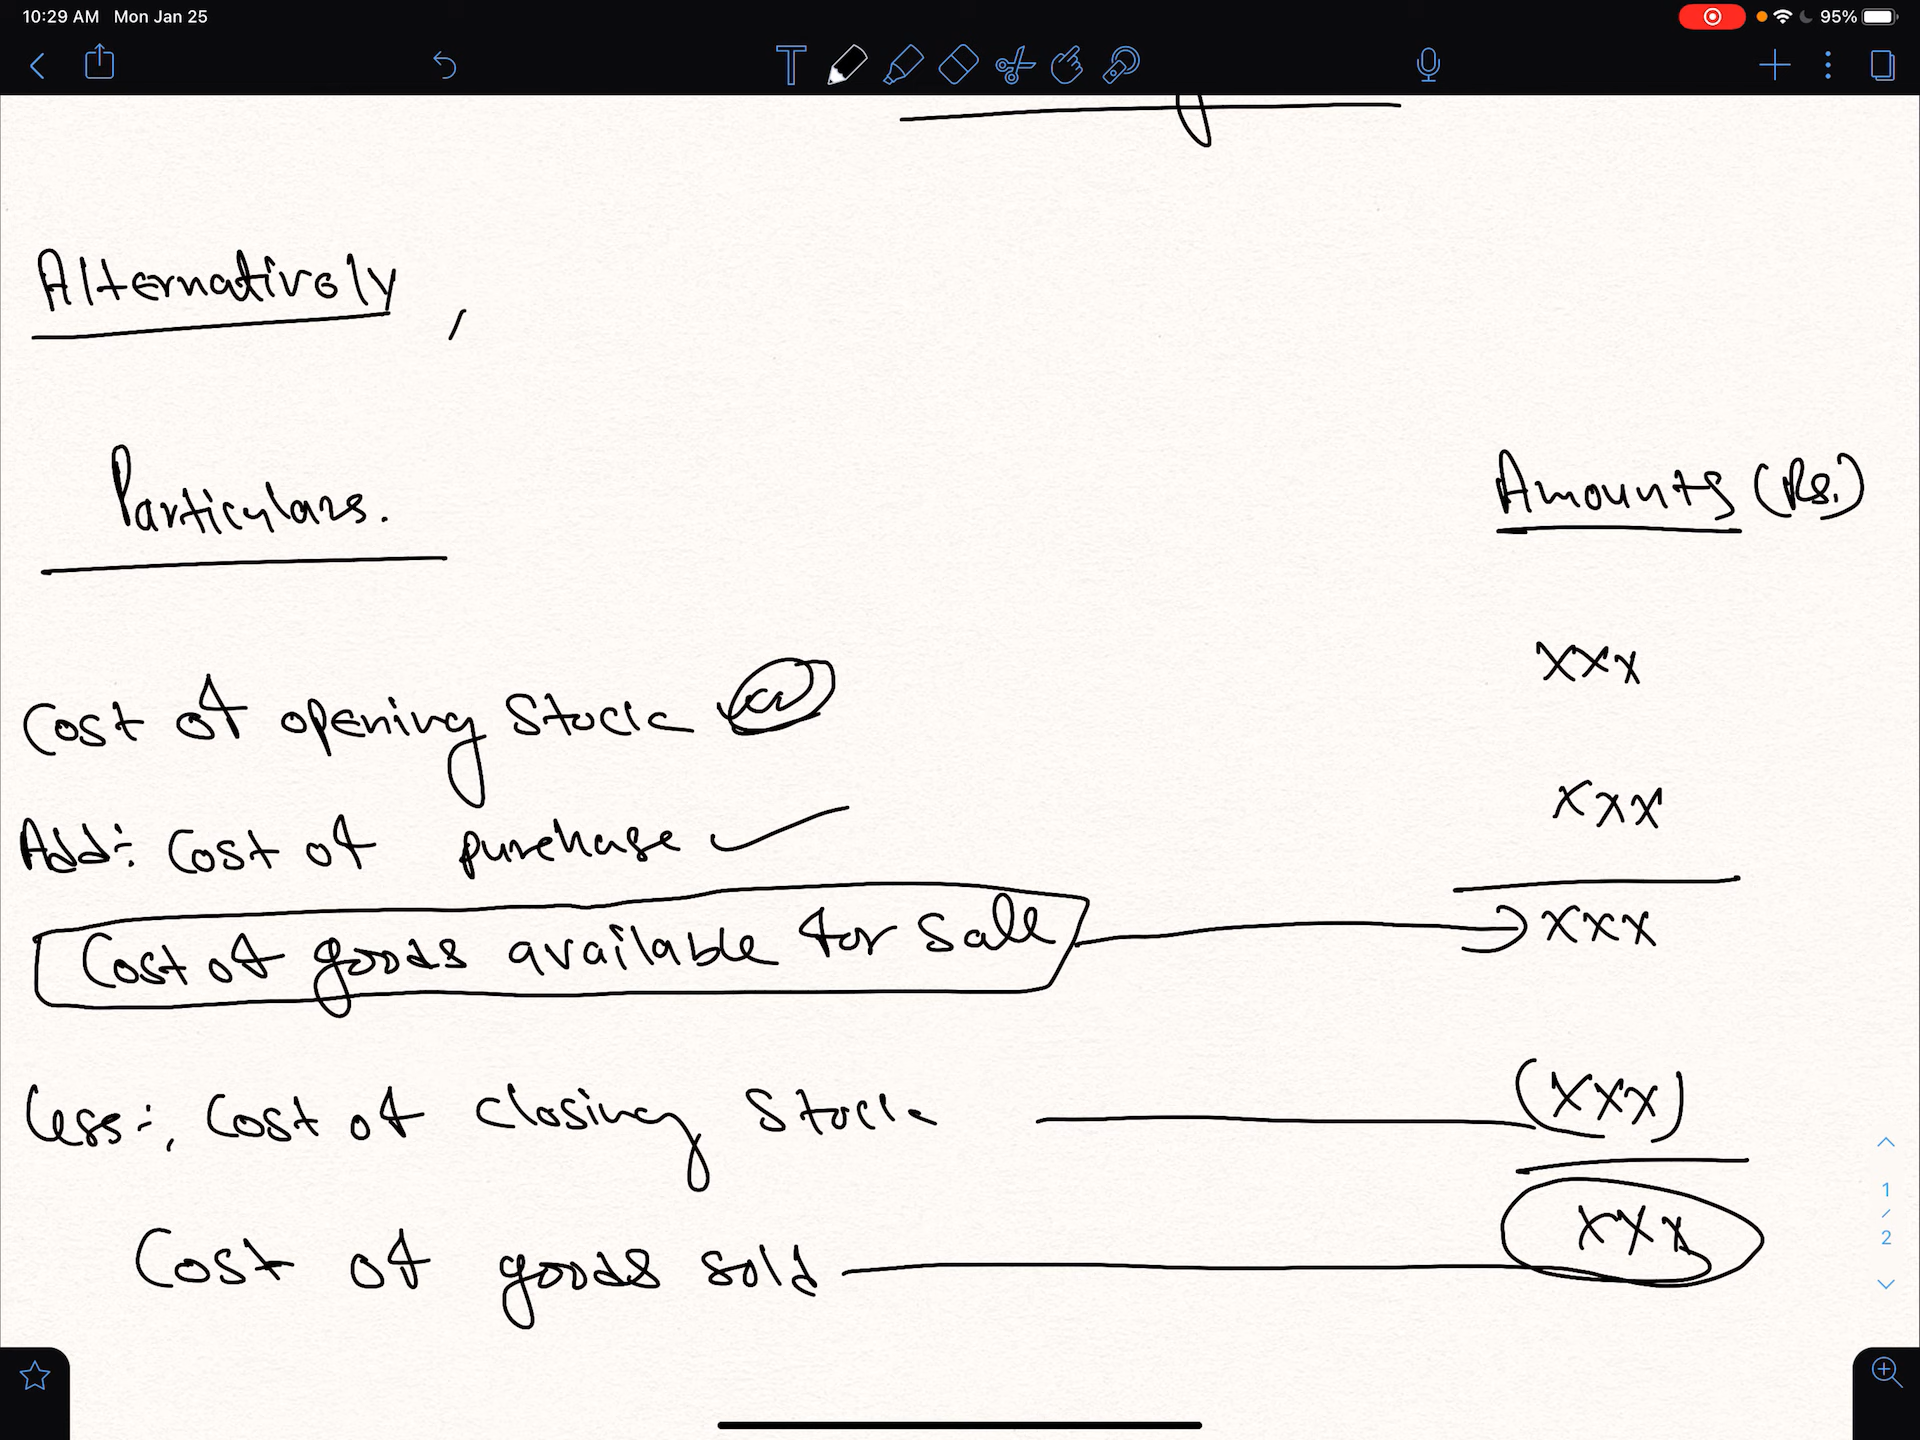 10:29 AM Mon Jan 25
95%
Alternatively,
Particulars. Amounts (Rs.)
xxx
Cost of opening Stock
xxx
Add:- Cost of purchase
Cost of goods available for sale xxx
Less:- Cost of closing Stock (xxx)
Cost of goods sold xxx
1
/
2